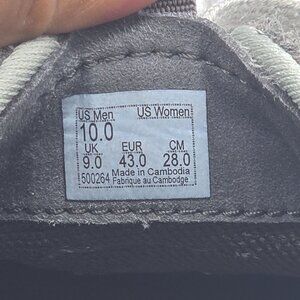 US Men US Women
10.0
UK EUR CM
9.0 43.0 28.0
500264 Made in Cambodia
Fabrique au Cambodge